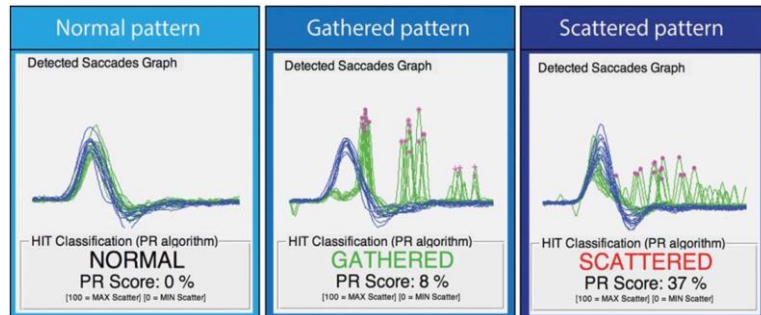 Normal pattern
Detected Saccades Graph
HIT Classification (PR algorithm)
NORMAL
PR Score: 0 %
[100 = MAX Scatter] [0 = MIN Scatter]
Gathered pattern
Detected Saccades Graph
HIT Classification (PR algorithm)
GATHERED
PR Score: 8 %
[100 = MAX Scatter] [0 = MIN Scatter]
Scattered pattern
Detected Saccades Graph
HIT Classification (PR algorithm)
SCATTERED
PR Score: 37 %
[100 = MAX Scatter] [0 = MIN Scatter]